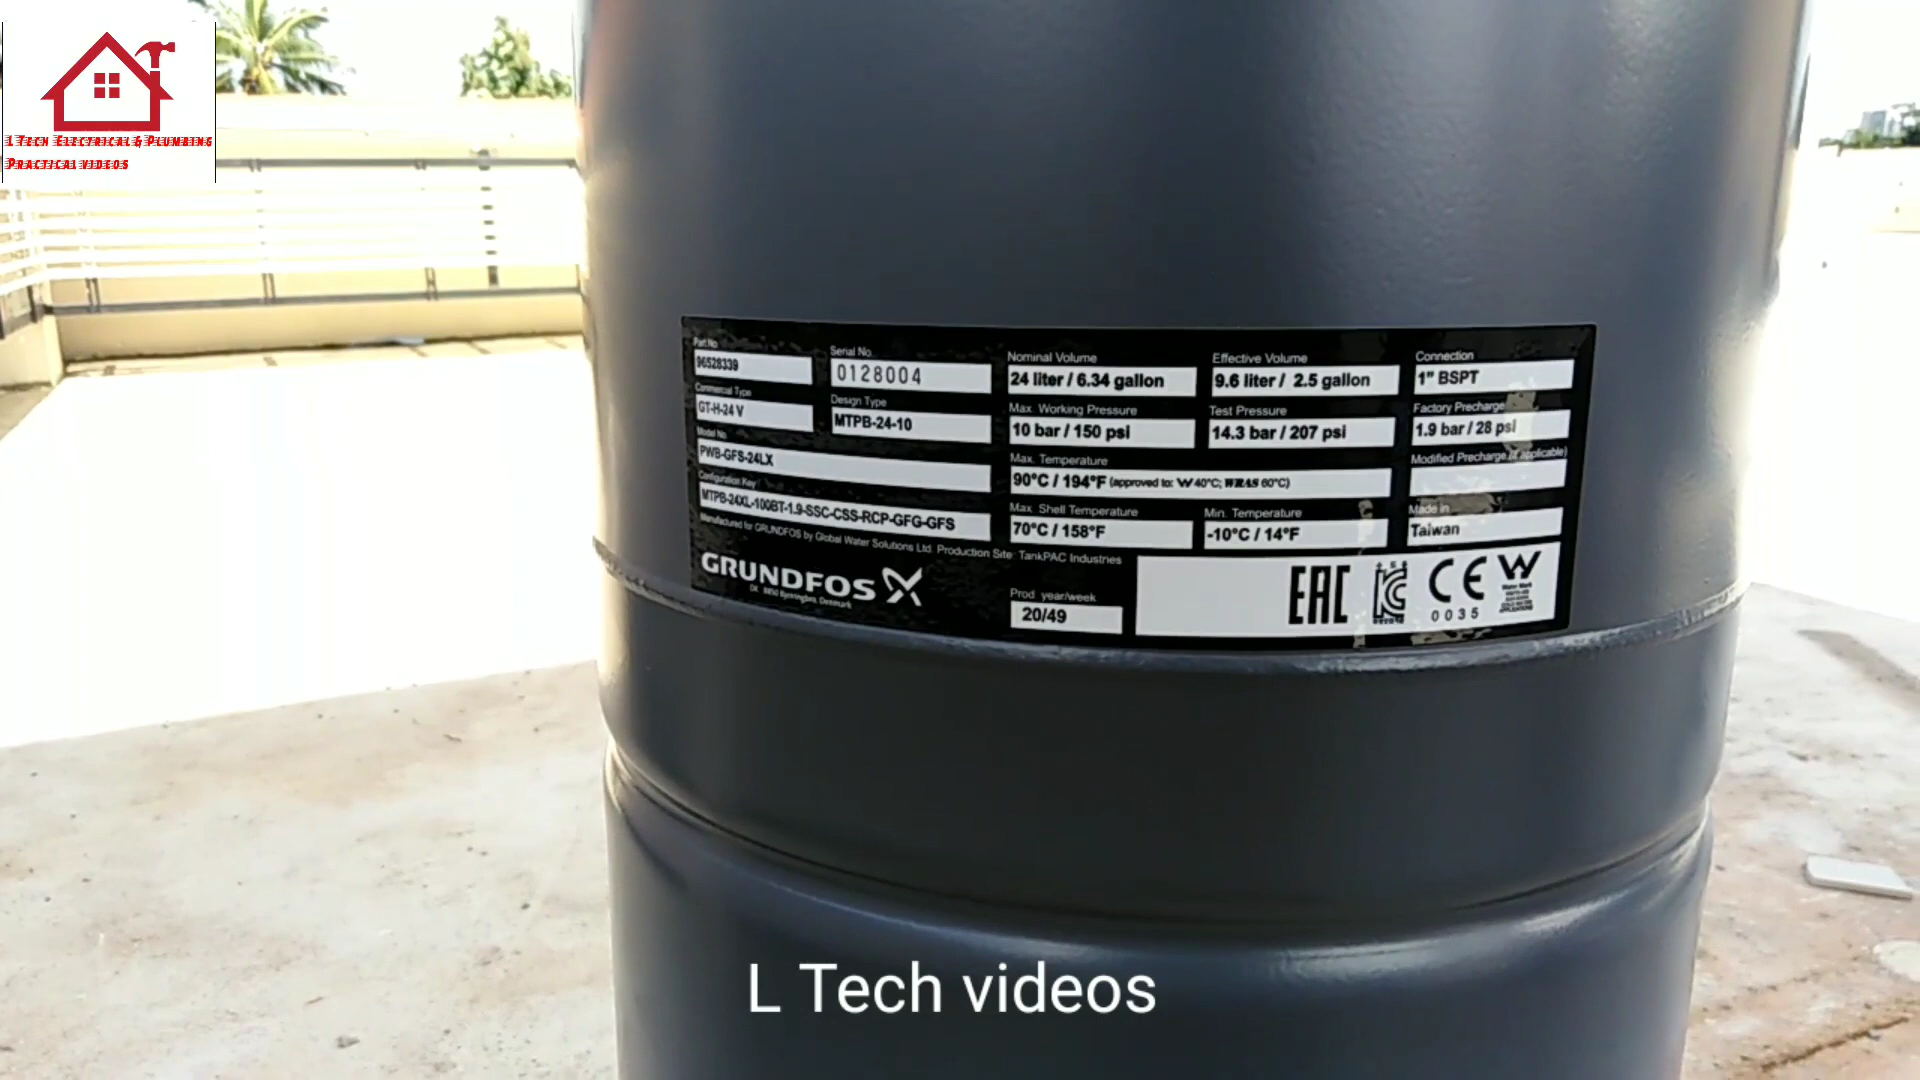 L Tech Electrical & Plumbing
Practical videos
Part No.
96528339
Serial No.
0128004
Commercial Type
GT-H-24 V
Design Type
MTPB-24-10
Model No.
PWB-GFS-24LX
Configuration Key
MTPB-24XL-100BT-1.9-SSC-CSS-RCP-GFG-GFS
Manufactured for GRUNDFOS by Global Water Solutions Ltd. Production Site: TankPAC Industries
GRUNDFOS
DK. 8850 Bjerringbro, Denmark
Nominal Volume
24 liter / 6.34 gallon
Effective Volume
9.6 liter / 2.5 gallon
Connection
1" BSPT
Max. Working Pressure
10 bar / 150 psi
Test Pressure
14.3 bar / 207 psi
Factory Precharge
1.9 bar / 28 psi
Max. Temperature
90°C / 194°F (approved to: W 40°C; WRAS 60°C)
Modified Precharge (if applicable)
Max. Shell Temperature
70°C / 158°F
Min. Temperature
-10°C / 14°F
Made in
Taiwan
Prod. year/week
20/49
EAC
CE
0035
Water Mark
L Tech videos